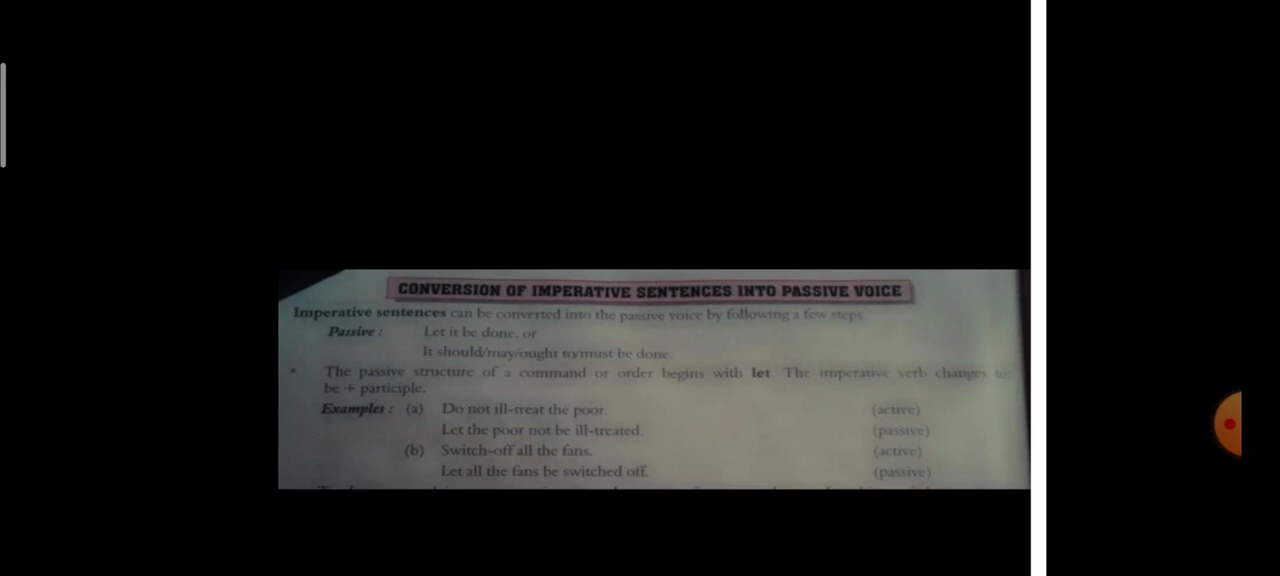 CONVERSION OF IMPERATIVE SENTENCES INTO PASSIVE VOICE
Imperative sentences can be converted into the passive voice by following a few steps.
Passive : Let it be done. or
It should/may/ought to/must be done.
• The passive structure of a command or order begins with let. The imperative verb changes to
be + participle.
Examples : (a) Do not ill-treat the poor. (active)
Let the poor not be ill-treated. (passive)
(b) Switch-off all the fans. (active)
Let all the fans be switched off. (passive)